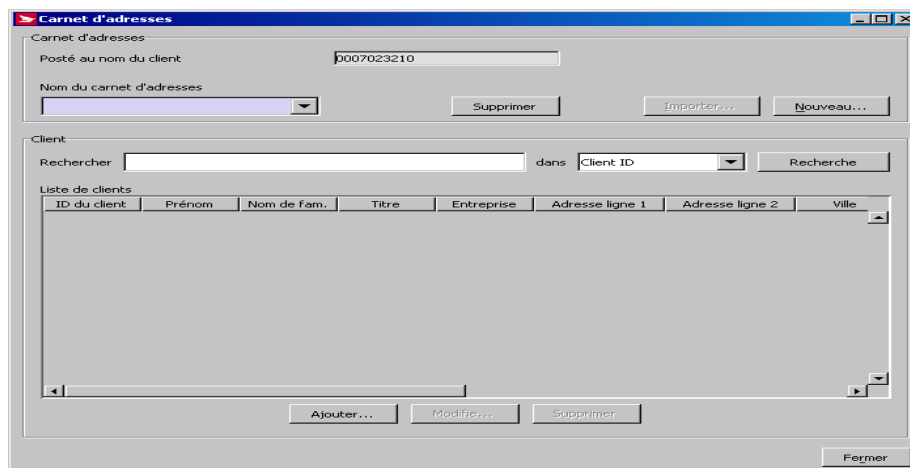 Carnet d'adresses
Carnet d'adresses
Posté au nom du client 0007023210
Nom du carnet d'adresses
Supprimer Importer... Nouveau...
Client
Rechercher dans Client ID Recherche
Liste de clients
ID du client Prénom Nom de fam. Titre Entreprise Adresse ligne 1 Adresse ligne 2 Ville
Ajouter... Modifie... Supprimer
Fermer